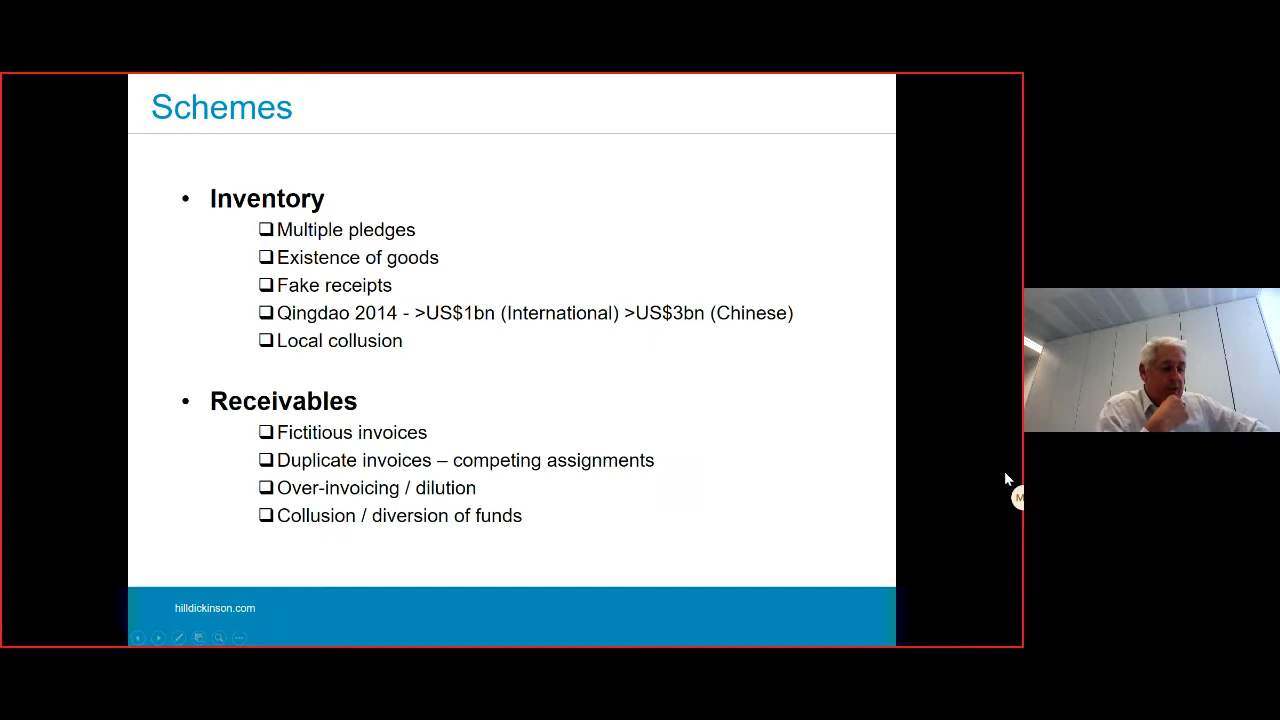 Schemes
• Inventory
❑ Multiple pledges
❑ Existence of goods
❑ Fake receipts
❑ Qingdao 2014 - >US$1bn (International) >US$3bn (Chinese)
❑ Local collusion
• Receivables
❑ Fictitious invoices
❑ Duplicate invoices – competing assignments
❑ Over-invoicing / dilution
❑ Collusion / diversion of funds
hilldickinson.com
M